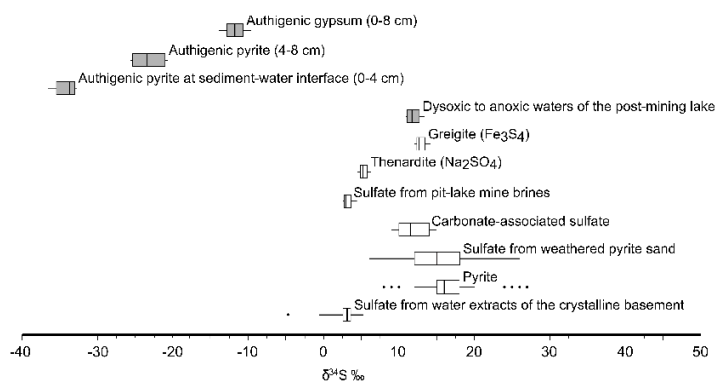 Authigenic gypsum (0-8 cm)
Authigenic pyrite (4-8 cm)
Authigenic pyrite at sediment-water interface (0-4 cm)
Dysoxic to anoxic waters of the post-mining lake
Greigite (Fe3S4)
Thenardite (Na2SO4)
Sulfate from pit-lake mine brines
Carbonate-associated sulfate
Sulfate from weathered pyrite sand
Pyrite
Sulfate from water extracts of the crystalline basement
-40 -30 -20 -10 0 10 20 30 40 50
δ³⁴S ‰